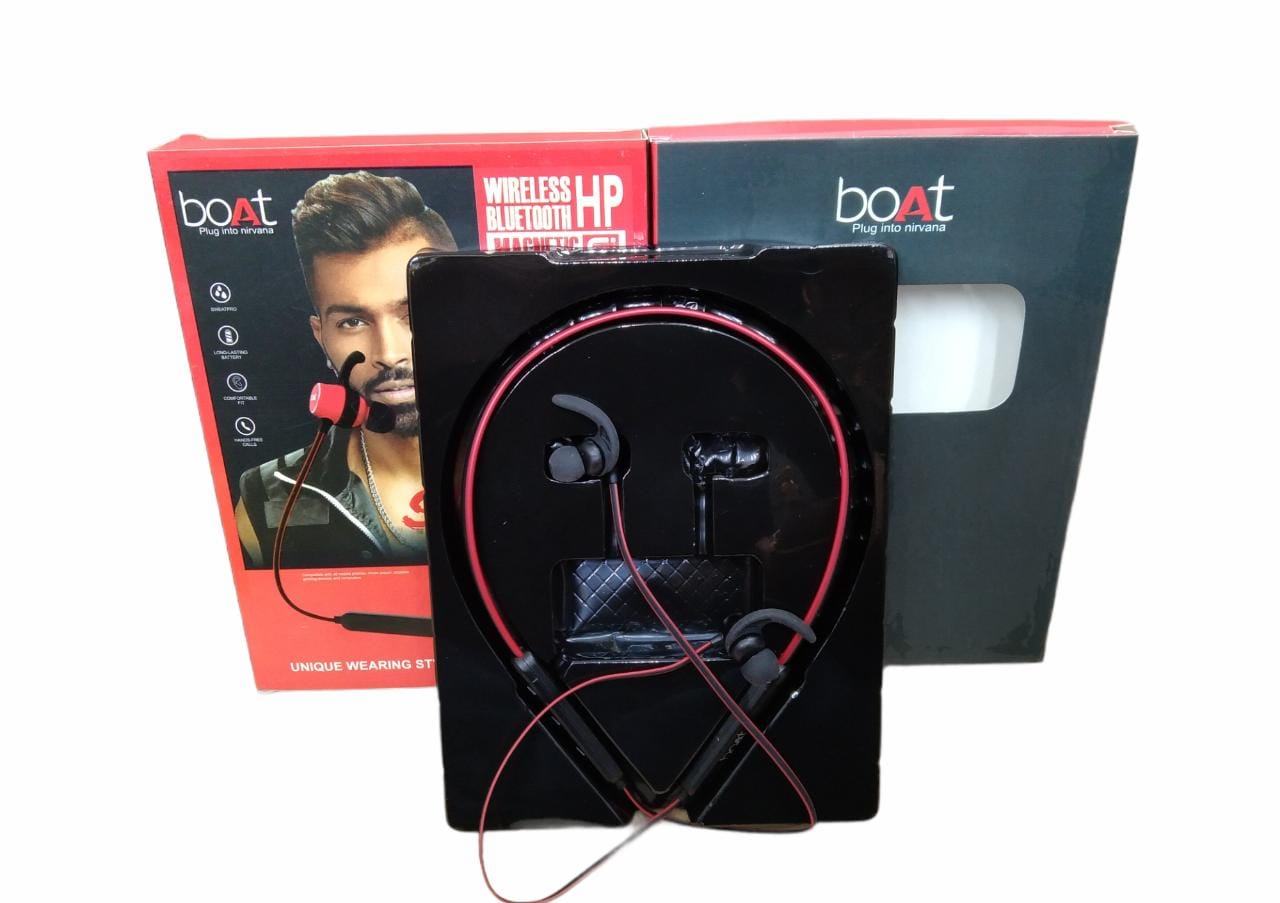 boAt
Plug into nirvana
WIRELESS
BLUETOOTH
HP
MAGNETIC
SWEATPRO
LONG-LASTING
BATTERY
COMFORTABLE
FIT
HANDS-FREE
CALLS
UNIQUE WEARING
boAt
Plug into nirvana